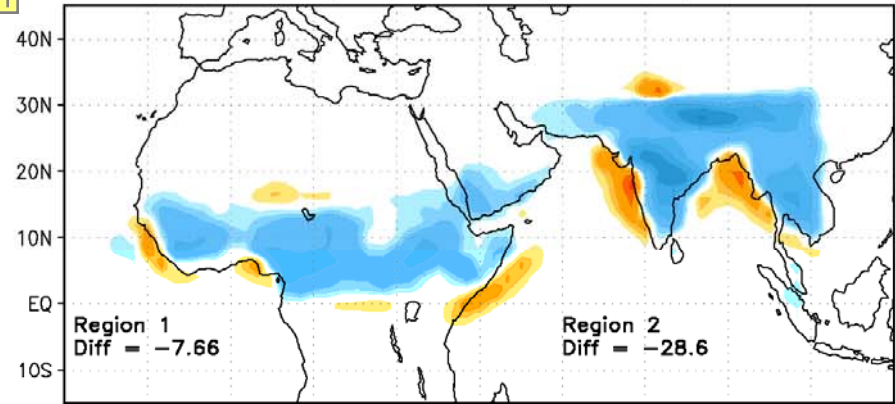 40N
30N
20N
10N
EQ
10S
Region 1
Diff = -7.66
Region 2
Diff = -28.6